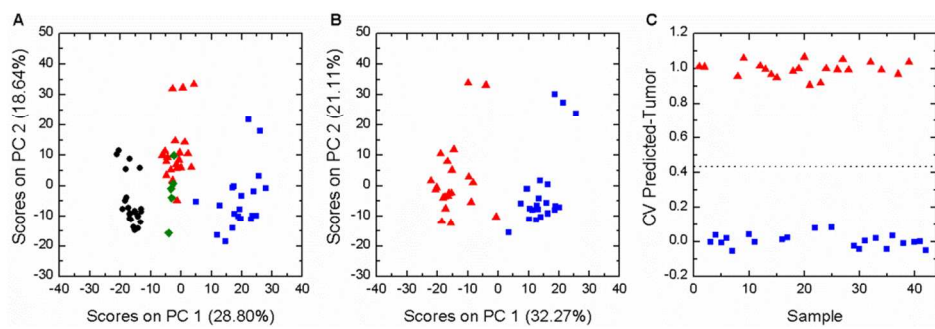 A
B
C
Scores on PC 2 (18.64%)
50
40
30
20
10
0
-10
-20
-30
-40 -30 -20 -10 0 10 20 30 40
Scores on PC 1 (28.80%)
Scores on PC 2 (21.11%)
50
40
30
20
10
0
-10
-20
-30
-40 -30 -20 -10 0 10 20 30 40
Scores on PC 1 (32.27%)
CV Predicted-Tumor
1.2
1.0
0.8
0.6
0.4
0.2
0.0
-0.2
0 10 20 30 40
Sample